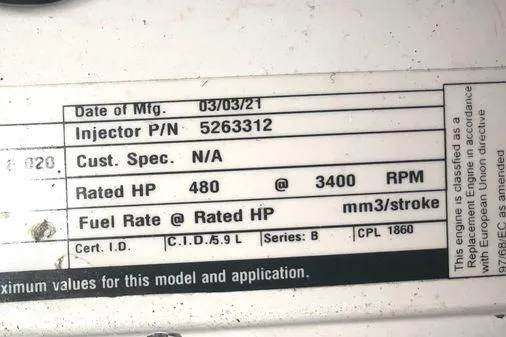 Date of Mfg. 03/03/21
Injector P/N 5263312
020
Cust. Spec. N/A
Rated HP 480 @ 3400 RPM
Fuel Rate @ Rated HP mm3/stroke
Cert. I.D. C.I.D./5.9 L Series: B CPL 1860
ximum values for this model and application.
This engine is classfied as a
Replacement Engine in accordance
with European Union directive
97/68/EC as amended